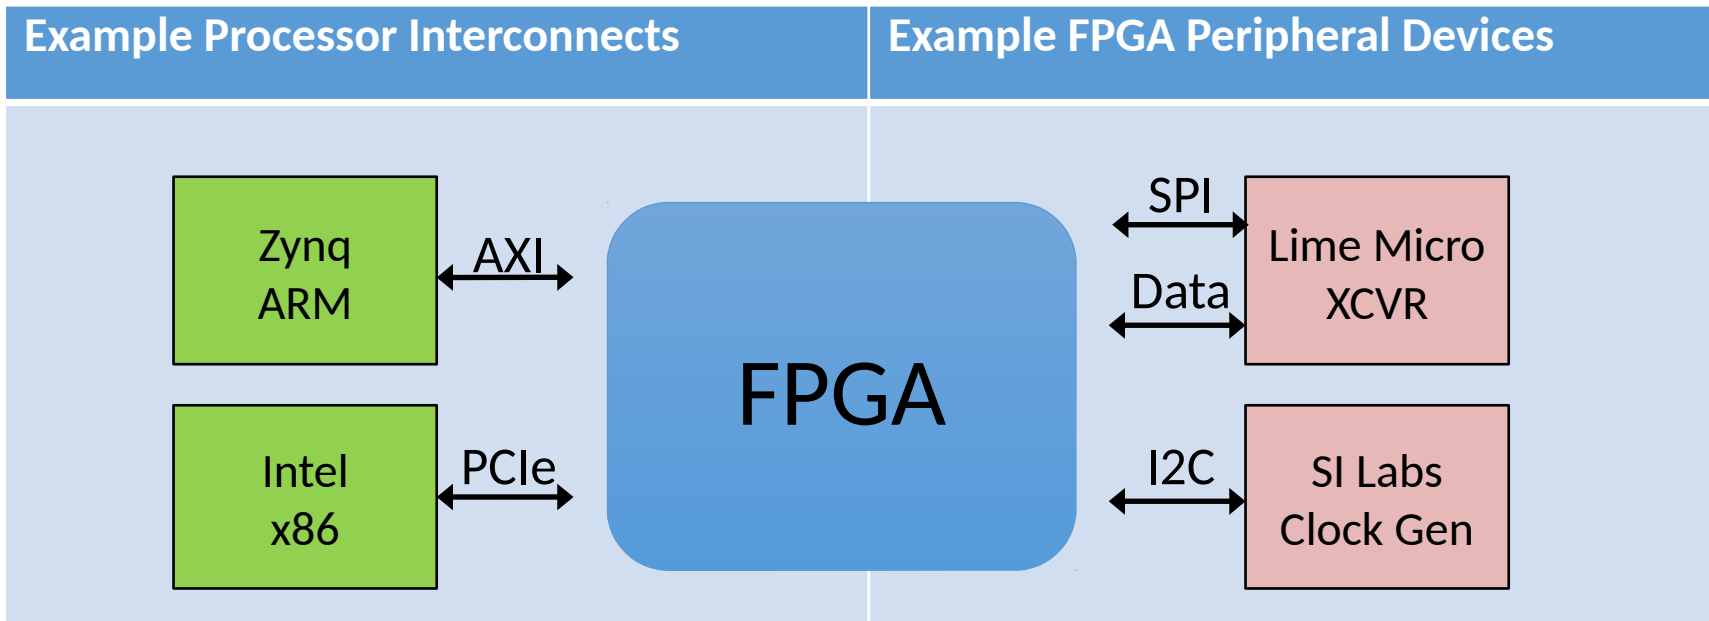 Example Processor Interconnects
Example FPGA Peripheral Devices
Zynq
ARM
AXI
Intel
x86
PCIe
FPGA
SPI
Data
Lime Micro
XCVR
I2C
SI Labs
Clock Gen